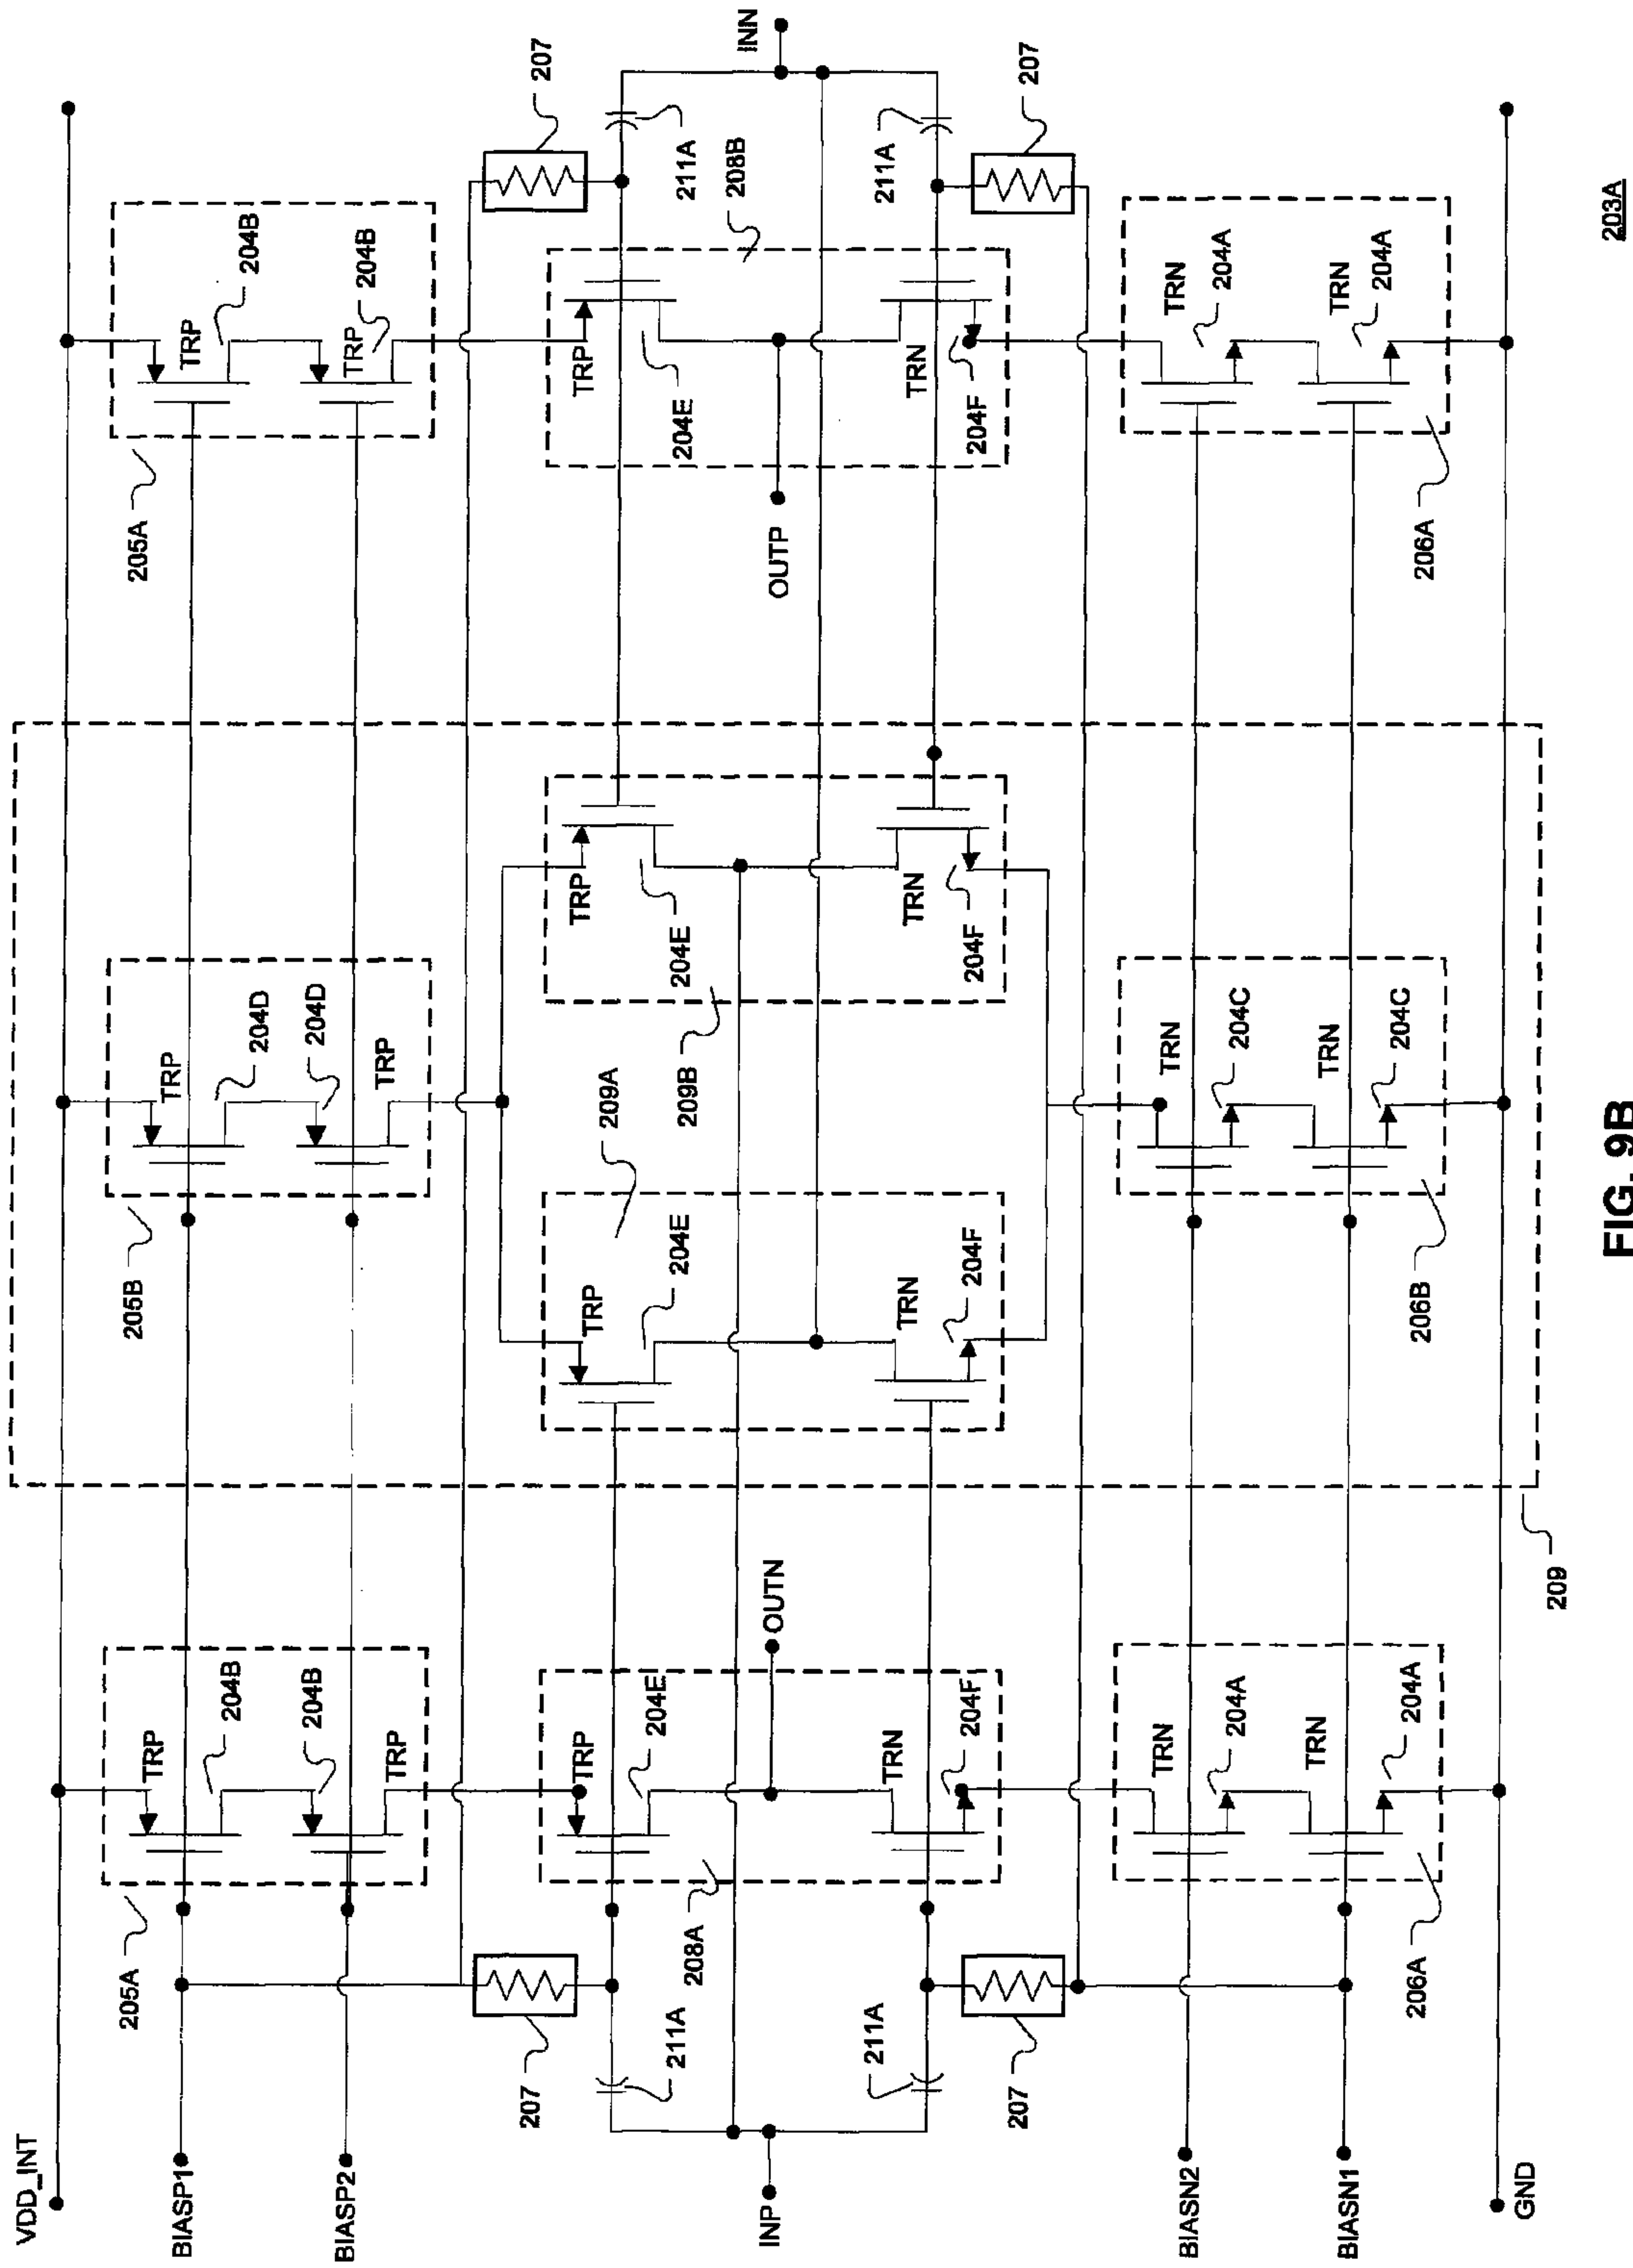 VDD_INT
205A
205B
205A
TRP
TRP
TRP
BIASP1
204B
204D
204B
204B
204D
204B
BIASP2
TRP
TRP
TRP
207
207
TRP
TRP
TRP
TRP
204E
204E
204E
204E
209A
209B
211A
211A
208A
208B
INP
OUTN
OUTP
INN
211A
211A
TRN
TRN
TRN
TRN
204F
204F
204F
204F
207
207
TRN
TRN
TRN
BIASN2
204A
204C
204A
TRN
TRN
TRN
BIASN1
204A
204C
204A
206A
206B
206A
GND
209
203A
FIG. 9B